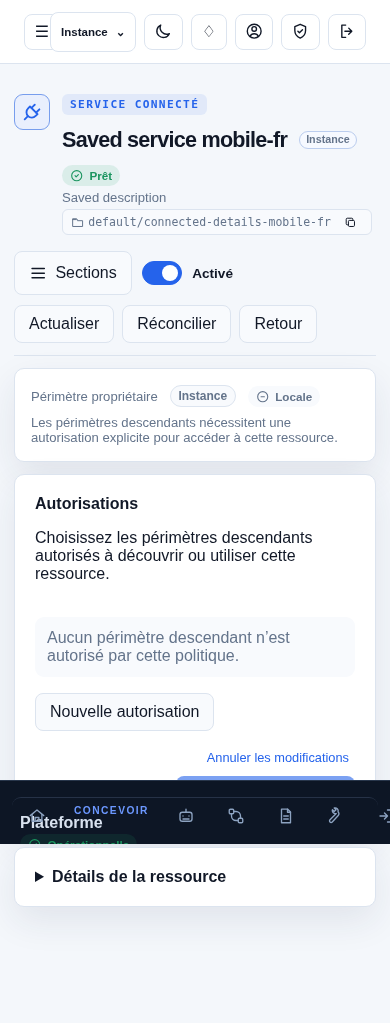 Instance
SERVICE CONNECTÉ
Saved service mobile-fr Instance
Prêt
Saved description
default/connected-details-mobile-fr
Sections
Activé
Actualiser Réconcilier Retour
Périmètre propriétaire Instance Locale
Les périmètres descendants nécessitent une
autorisation explicite pour accéder à cette ressource.
Autorisations
Choisissez les périmètres descendants
autorisés à découvrir ou utiliser cette
ressource.
Aucun périmètre descendant n’est
autorisé par cette politique.
Nouvelle autorisation
Annuler les modifications
CONCEVOIR
Plateforme
Opérationnelle
Détails de la ressource